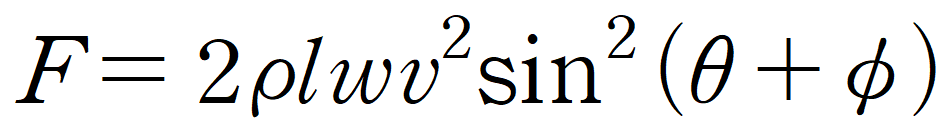 F = 2ρlwv²sin²(θ + ϕ)